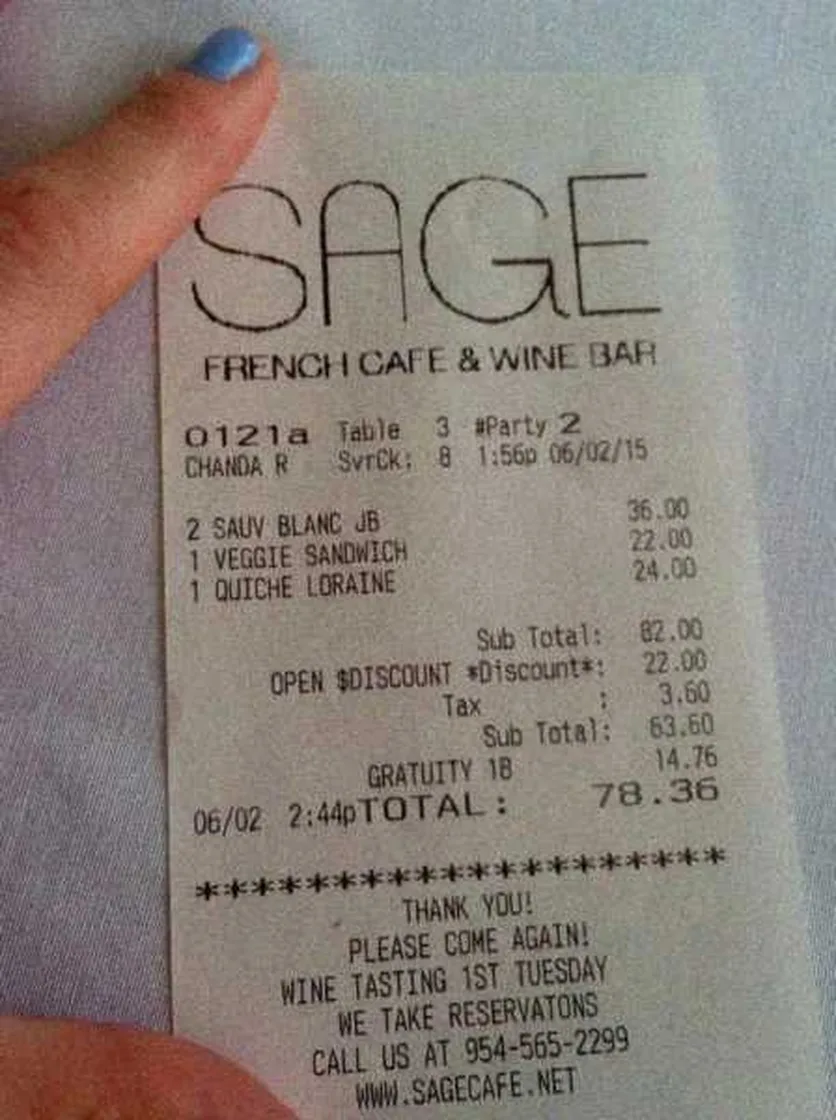 SAGE
FRENCH CAFE & WINE BAR
0121a Table 3 #Party 2
CHANDA R SvrCk: 8 1:56p 06/02/15
2 SAUV BLANC JB 36.00
1 VEGGIE SANDWICH 22.00
1 QUICHE LORAINE 24.00
Sub Total: 82.00
OPEN $DISCOUNT *Discount*: 22.00
Tax : 3.60
Sub Total: 63.60
GRATUITY 18 14.76
06/02 2:44pTOTAL: 78.36
********************
THANK YOU!
PLEASE COME AGAIN!
WINE TASTING 1ST TUESDAY
WE TAKE RESERVATONS
CALL US AT 954-565-2299
WWW.SAGECAFE.NET